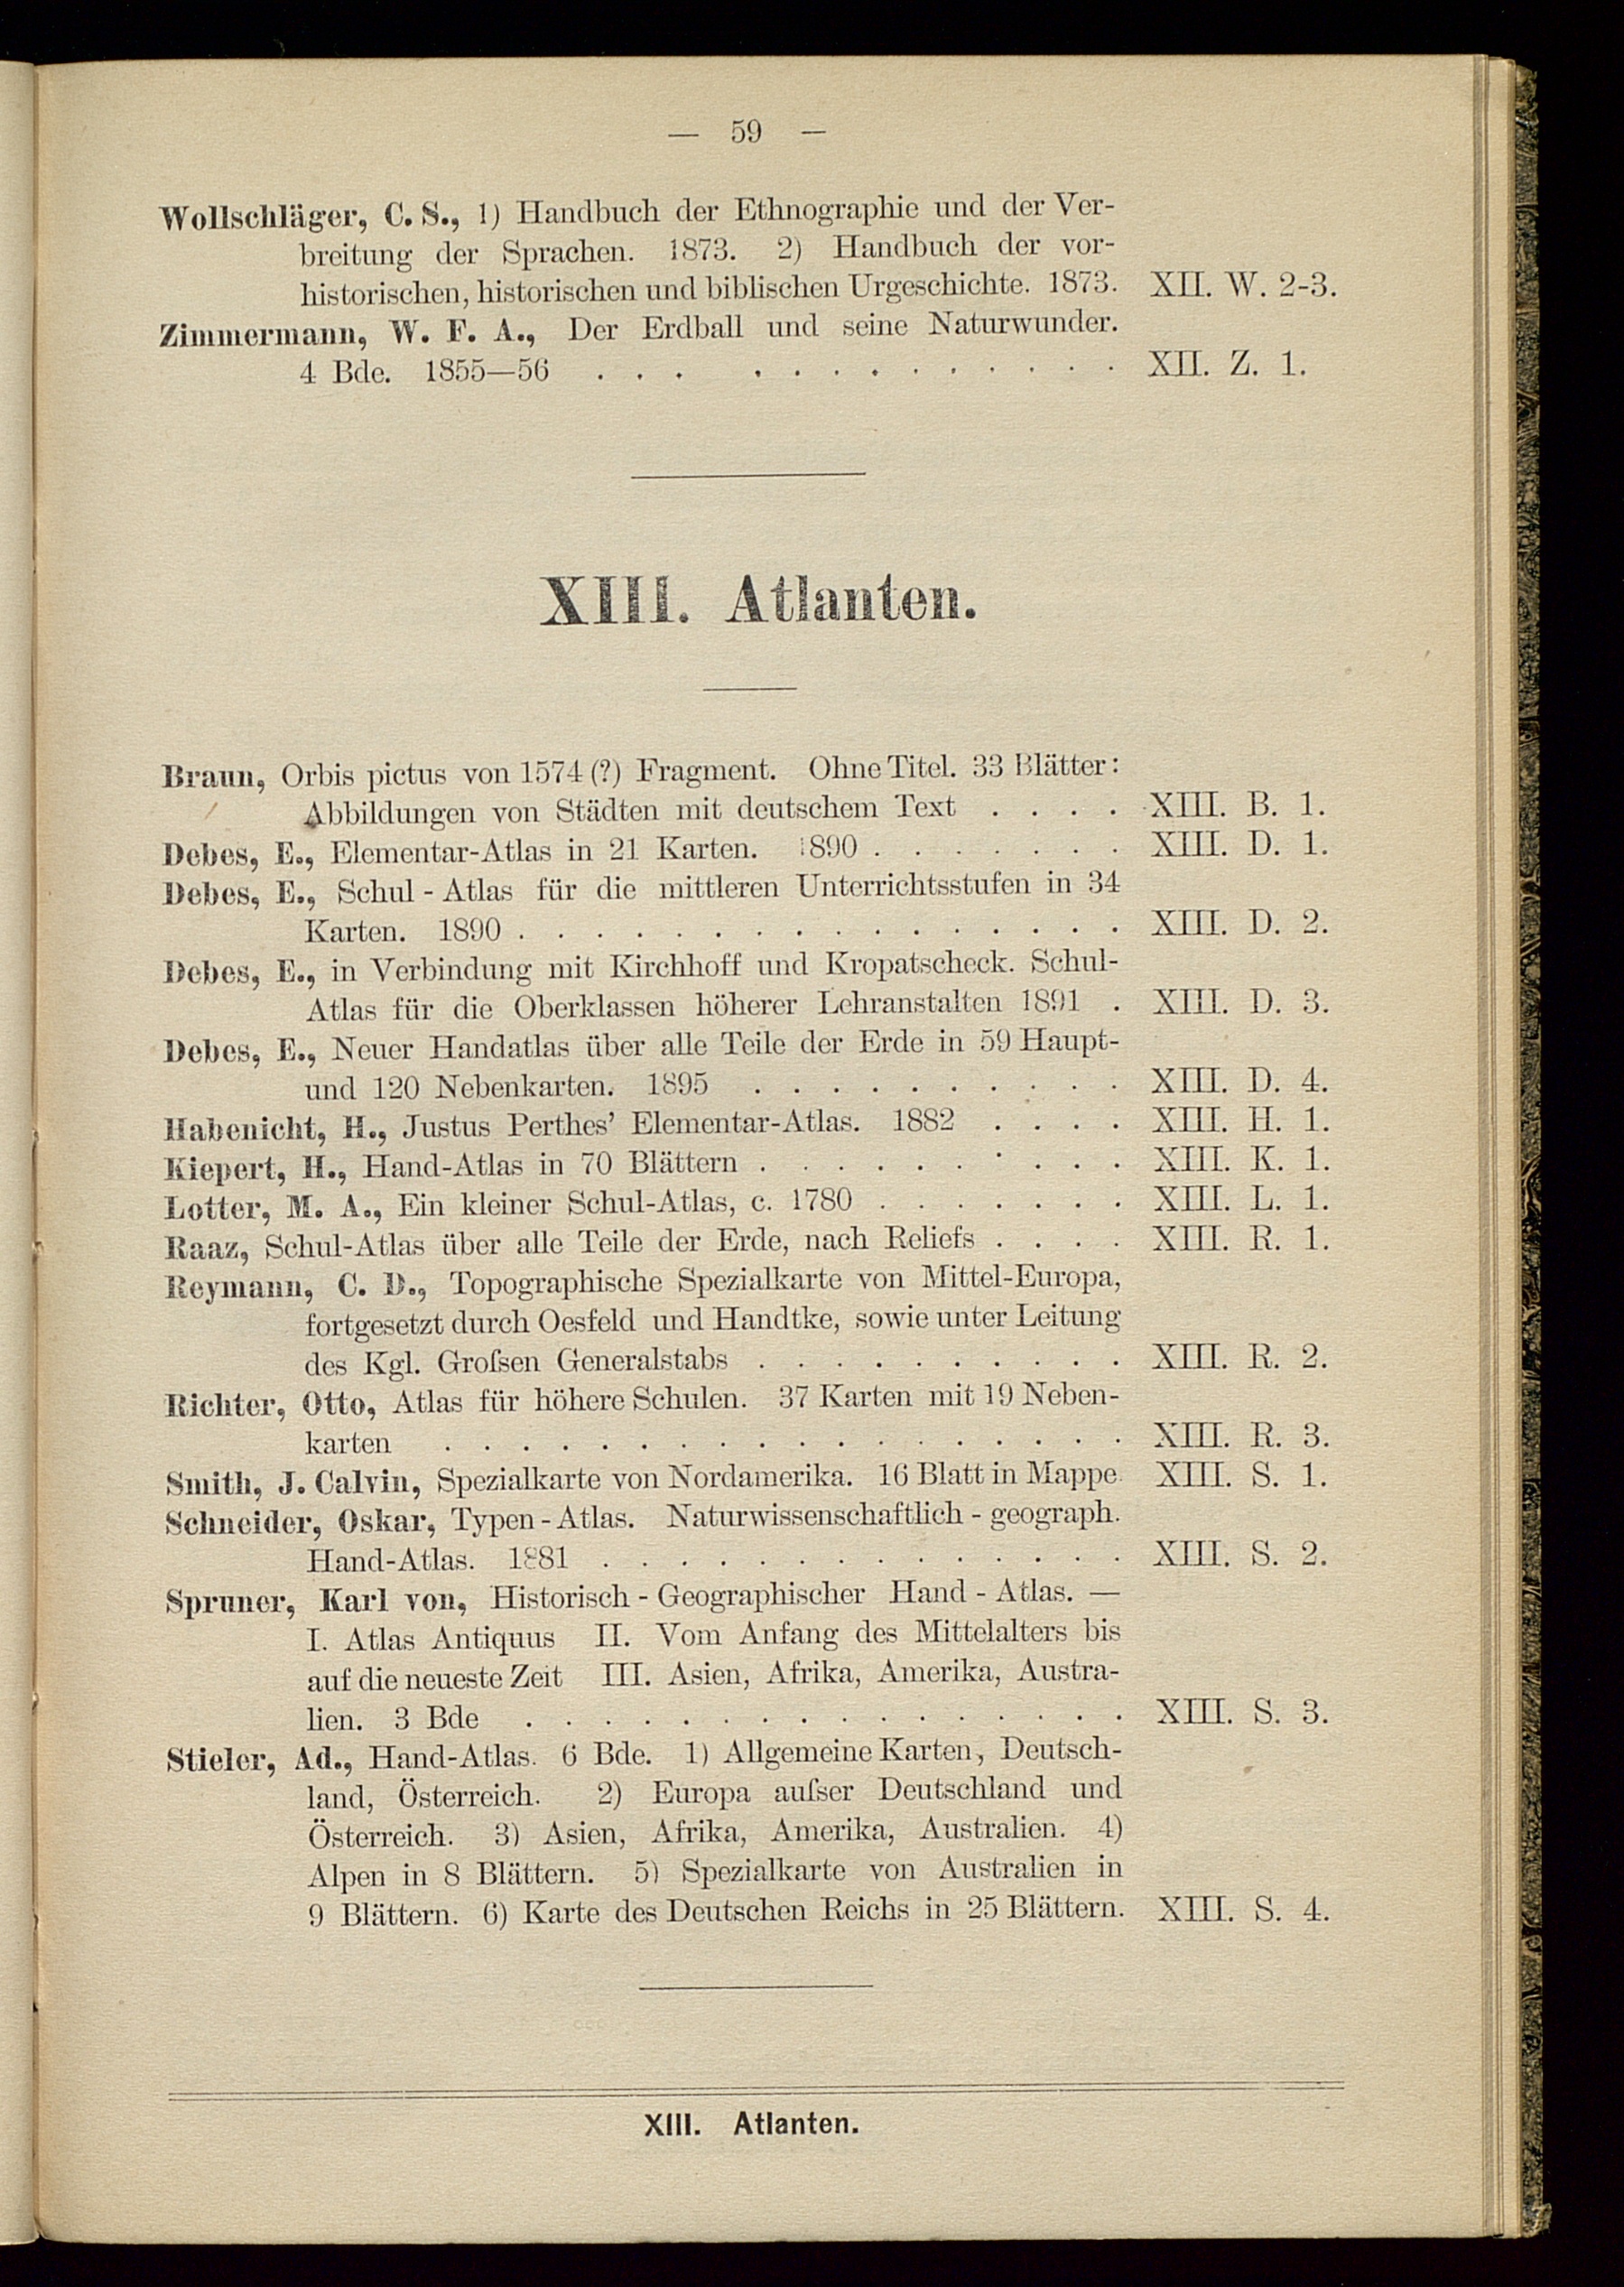 — 59 —
Wollschläger, C. S., 1) Handbuch der Ethnographie und der Ver-
breitung der Sprachen. 1873. 2) Handbuch der vor-
historischen, historischen und biblischen Urgeschichte. 1873. XII. W. 2-3.
Zimmermann, W. F. A., Der Erdball und seine Naturwunder.
4 Bde. 1855—56 . . . . . . . . . . . . . XII. Z. 1.
XIII. Atlanten.
Braun, Orbis pictus von 1574 (?) Fragment. Ohne Titel. 33 Blätter:
Abbildungen von Städten mit deutschem Text . . . . XIII. B. 1.
Debes, E., Elementar-Atlas in 21 Karten. 1890 . . . . . . . XIII. D. 1.
Debes, E., Schul - Atlas für die mittleren Unterrichtsstufen in 34
Karten. 1890 . . . . . . . . . . . . . . . . XIII. D. 2.
Debes, E., in Verbindung mit Kirchhoff und Kropatscheck. Schul-
Atlas für die Oberklassen höherer Lehranstalten 1891 . XIII. D. 3.
Debes, E., Neuer Handatlas über alle Teile der Erde in 59 Haupt-
und 120 Nebenkarten. 1895 . . . . . . . . . . XIII. D. 4.
Habenicht, H., Justus Perthes' Elementar-Atlas. 1882 . . . . XIII. H. 1.
Kiepert, H., Hand-Atlas in 70 Blättern . . . . . . . . . . XIII. K. 1.
Lotter, M. A., Ein kleiner Schul-Atlas, c. 1780 . . . . . . . XIII. L. 1.
Raaz, Schul-Atlas über alle Teile der Erde, nach Reliefs . . . . XIII. R. 1.
Reymann, C. D., Topographische Spezialkarte von Mittel-Europa,
fortgesetzt durch Oesfeld und Handtke, sowie unter Leitung
des Kgl. Groſsen Generalstabs . . . . . . . . . . XIII. R. 2.
Richter, Otto, Atlas für höhere Schulen. 37 Karten mit 19 Neben-
karten . . . . . . . . . . . . . . . . . . XIII. R. 3.
Smith, J. Calvin, Spezialkarte von Nordamerika. 16 Blatt in Mappe. XIII. S. 1.
Schneider, Oskar, Typen - Atlas. Naturwissenschaftlich - geograph.
Hand-Atlas. 1881 . . . . . . . . . . . . . . XIII. S. 2.
Spruner, Karl von, Historisch - Geographischer Hand - Atlas. —
I. Atlas Antiquus II. Vom Anfang des Mittelalters bis
auf die neueste Zeit III. Asien, Afrika, Amerika, Austra-
lien. 3 Bde . . . . . . . . . . . . . . . . XIII. S. 3.
Stieler, Ad., Hand-Atlas. 6 Bde. 1) Allgemeine Karten, Deutsch-
land, Österreich. 2) Europa auſser Deutschland und
Österreich. 3) Asien, Afrika, Amerika, Australien. 4)
Alpen in 8 Blättern. 5) Spezialkarte von Australien in
9 Blättern. 6) Karte des Deutschen Reichs in 25 Blättern. XIII. S. 4.
XIII. Atlanten.